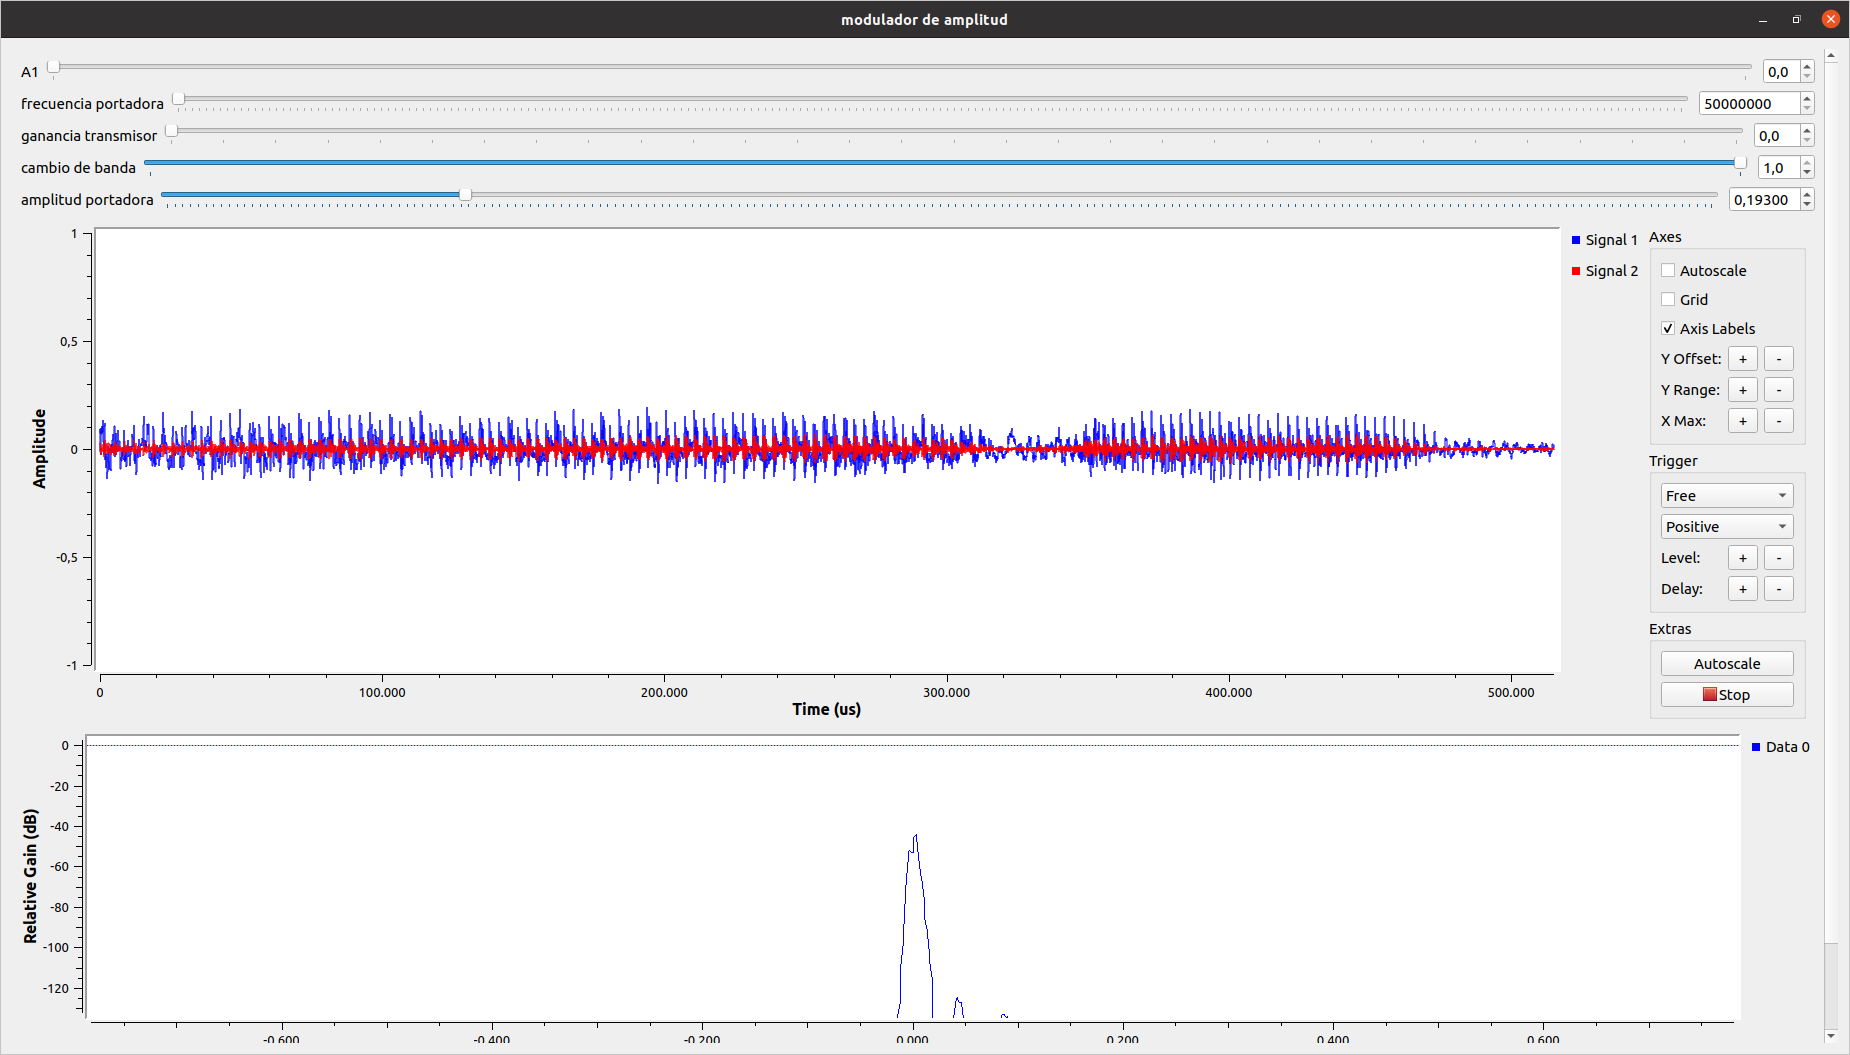 modulador de amplitud
A1 0,0
frecuencia portadora 50000000
ganancia transmisor 0,0
cambio de banda 1,0
amplitud portadora 0,19300
Signal 1
Signal 2
Amplitude
1
0,5
0
-0,5
-1
0 100.000 200.000 300.000 400.000 500.000
Time (us)
Axes
Autoscale
Grid
Axis Labels
Y Offset: + -
Y Range: + -
X Max: + -
Trigger
Free
Positive
Level: + -
Delay: + -
Extras
Autoscale
Stop
Data 0
Relative Gain (dB)
0
-20
-40
-60
-80
-100
-120
-0.600 -0.400 -0.200 0.000 0.200 0.400 0.600